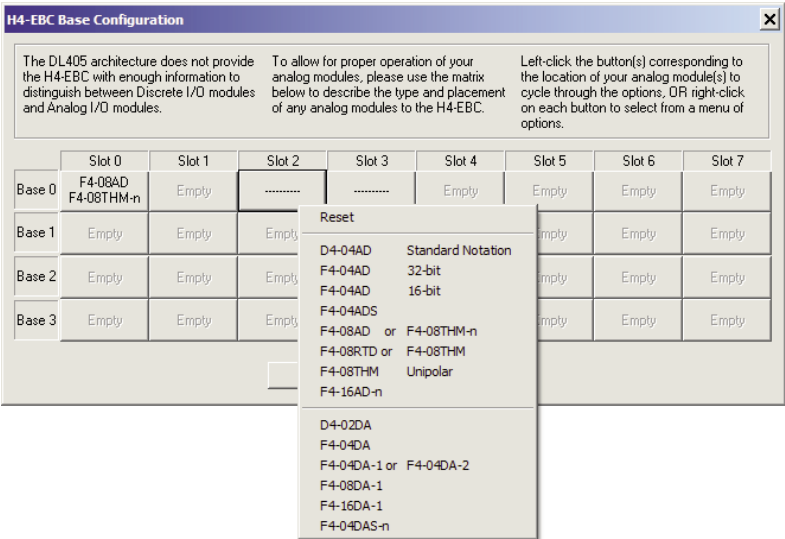 H4-EBC Base Configuration
The DL405 architecture does not provide
the H4-EBC with enough information to
distinguish between Discrete I/O modules
and Analog I/O modules.
To allow for proper operation of your
analog modules, please use the matrix
below to describe the type and placement
of any analog modules to the H4-EBC.
Left-click the button(s) corresponding to
the location of your analog module(s) to
cycle through the options, OR right-click
on each button to select from a menu of
options.
Slot 0 Slot 1 Slot 2 Slot 3 Slot 4 Slot 5 Slot 6 Slot 7
Base 0 F4-08AD F4-08THM-n Empty ---------- ---------- Empty Empty Empty Empty
Base 1 Empty Empty Empty mpty Empty Empty
Base 2 Empty Empty Empty mpty Empty Empty
Base 3 Empty Empty Empty mpty Empty Empty
Reset
D4-04AD Standard Notation
F4-04AD 32-bit
F4-04AD 16-bit
F4-04ADS
F4-08AD or F4-08THM-n
F4-08RTD or F4-08THM
F4-08THM Unipolar
F4-16AD-n
D4-02DA
F4-04DA
F4-04DA-1 or F4-04DA-2
F4-08DA-1
F4-16DA-1
F4-04DAS-n